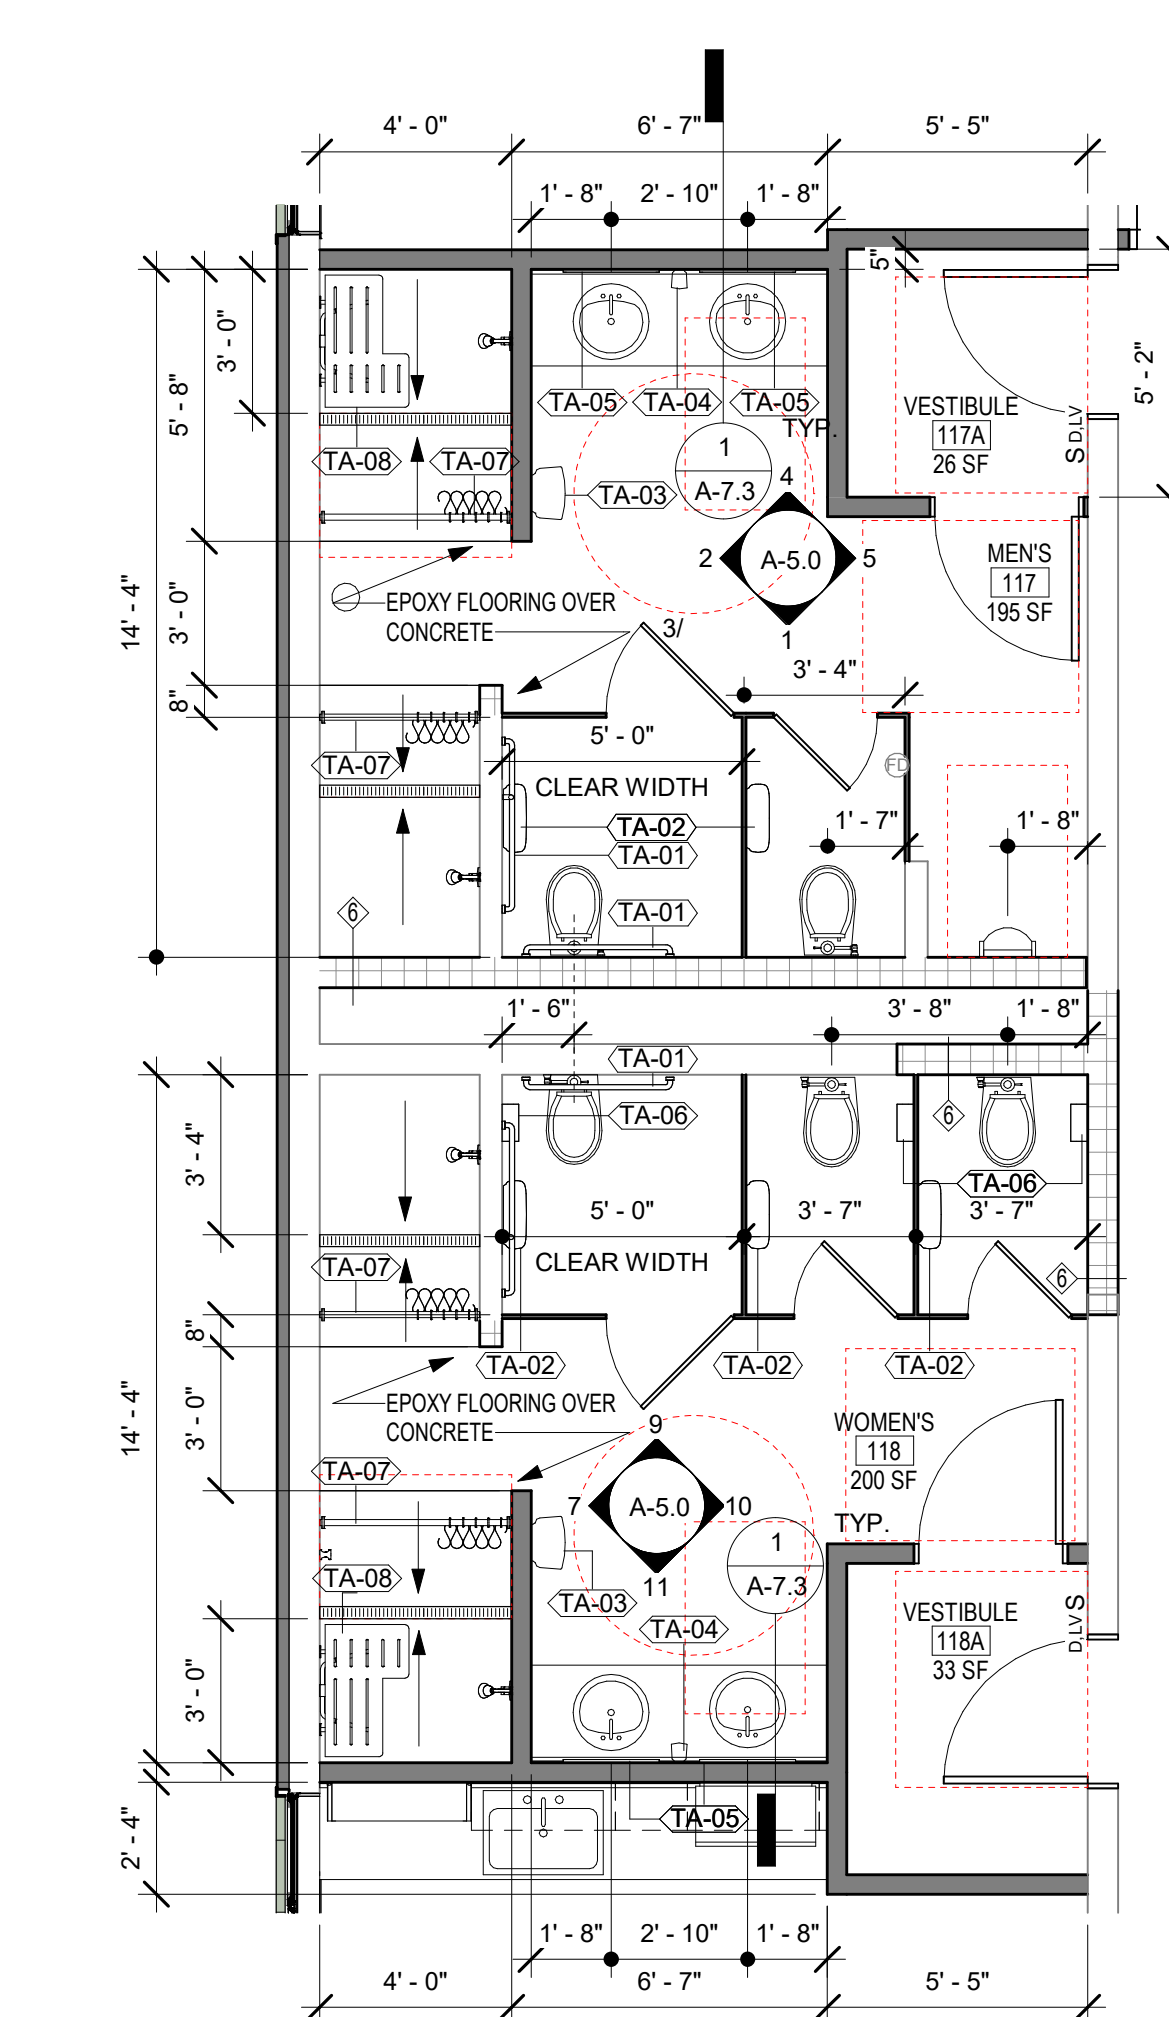 4' - 0"
6' - 7"
5' - 5"
1' - 8"
2' - 10"
1' - 8"
5"
3' - 0"
5' - 8"
5' - 2"
TA-05
TA-04
TA-05
TYP.
VESTIBULE
117A
26 SF
S D,LV
1
A-7.3
TA-08
TA-07
TA-03
4
2
A-5.0
5
1
MEN'S
117
195 SF
14' - 4"
3' - 0"
EPOXY FLOORING OVER
CONCRETE
3/
3' - 4"
8"
5' - 0"
CLEAR WIDTH
TA-07
FD
TA-02
TA-01
1' - 7"
1' - 8"
TA-01
6
1' - 6"
3' - 8"
1' - 8"
TA-01
TA-06
6
3' - 4"
TA-06
5' - 0"
3' - 7"
3' - 7"
CLEAR WIDTH
TA-07
6
8"
TA-02
TA-02
TA-02
14' - 4"
3' - 0"
EPOXY FLOORING OVER
CONCRETE
9
7
A-5.0
10
11
WOMEN'S
118
200 SF
TYP.
TA-07
1
A-7.3
TA-08
TA-03
TA-04
VESTIBULE
118A
33 SF
D,LV S
3' - 0"
2' - 4"
TA-05
1' - 8"
2' - 10"
1' - 8"
4' - 0"
6' - 7"
5' - 5"